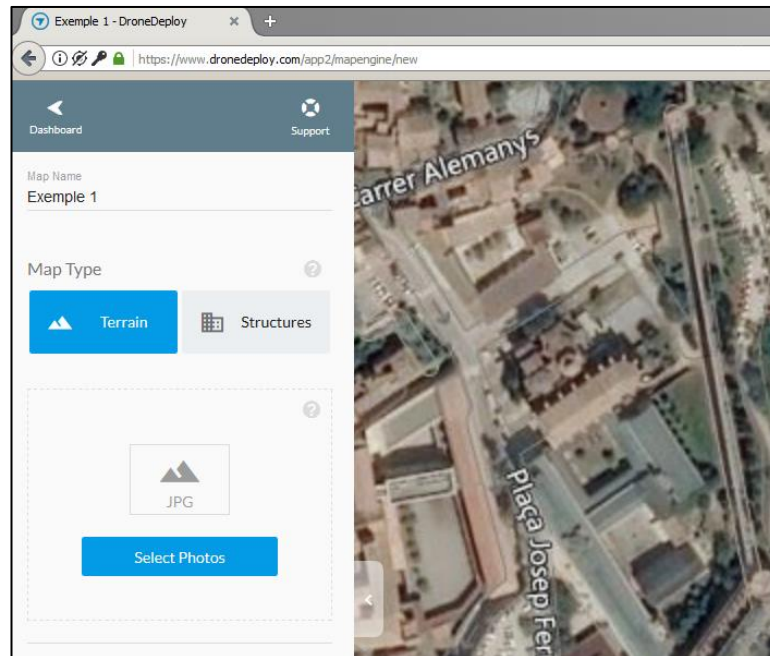 Exemple 1 - DroneDeploy
https://www.dronedeploy.com/app2/mapengine/new
Dashboard
Support
Map Name
Exemple 1
Map Type
Terrain
Structures
JPG
Select Photos
Carrer Alemanys
Plaça Josep Fer